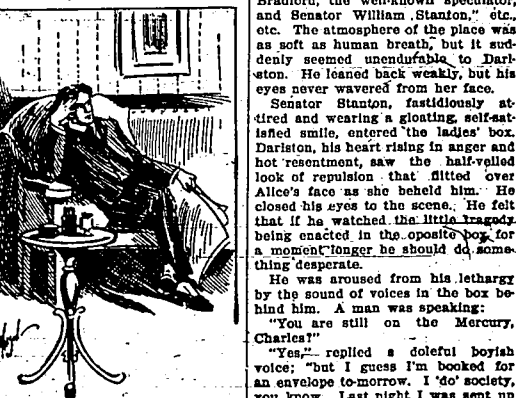 Bradford, the well-known speculator,
and Senator William Stanton," etc.,
etc. The atmosphere of the place was
as soft as human breath, but it sud-
denly seemed unendurable to Darl-
ston. He leaned back weakly, but his
eyes never wavered from her face.
Senator Stanton, fastidiously at-
tired and wearing a gloating, self-sat-
isfied smile, entered the ladies' box.
Darlston, his heart rising in anger and
hot resentment, saw the half-veiled
look of repulsion that flitted over
Alice's face as she beheld him. He
closed his eyes to the scene. He felt
that if he watched the little tragedy
being enacted in the oposite box for
a moment longer he should do some-
thing desperate.
He was aroused from his lethargy
by the sound of voices in the box be-
hind him. A man was speaking:
"You are still on the Mercury,
Charles?"
"Yes," replied a doleful boyish
voice; "but I guess I'm booked for
an envelope to-morrow. I 'do' society,
you know. Last night I was sent up